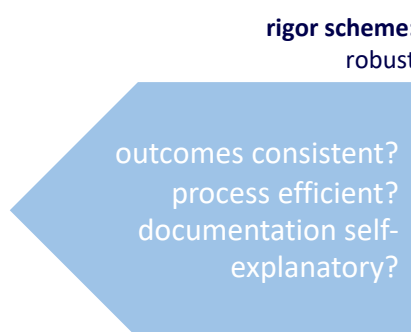 rigor scheme:
robust
outcomes consistent?
process efficient?
documentation self-
explanatory?